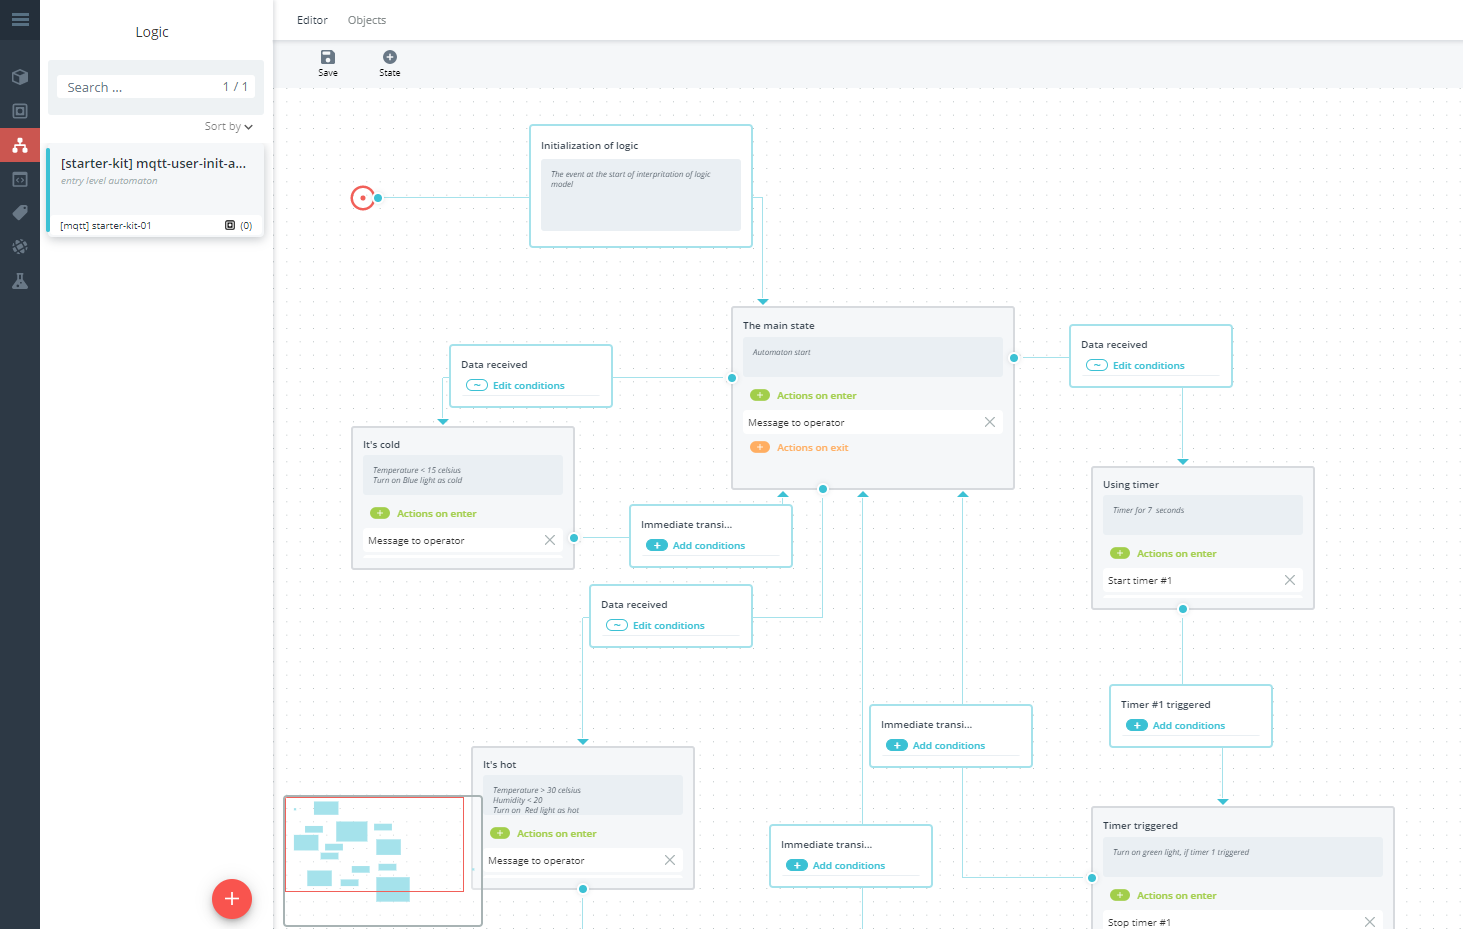 Logic
Search ...
1 / 1
Sort by
[starter-kit] mqtt-user-init-a...
entry level automaton
[mqtt] starter-kit-01
(0)
Editor
Objects
Save
State
Initialization of logic
The event at the start of interpritation of logic
model
The main state
Automaton start
Actions on enter
Message to operator
Actions on exit
Data received
Edit conditions
Data received
Edit conditions
It's cold
Temperature < 15 celsius
Turn on Blue light as cold
Actions on enter
Message to operator
Immediate transi...
Add conditions
Using timer
Timer for 7 seconds
Actions on enter
Start timer #1
Data received
Edit conditions
Timer #1 triggered
Add conditions
Immediate transi...
Add conditions
It's hot
Temperature > 30 celsius
Humidity < 20
Turn on Red light as hot
Actions on enter
Message to operator
Immediate transi...
Add conditions
Timer triggered
Turn on green light, if timer 1 triggered
Actions on enter
Stop timer #1